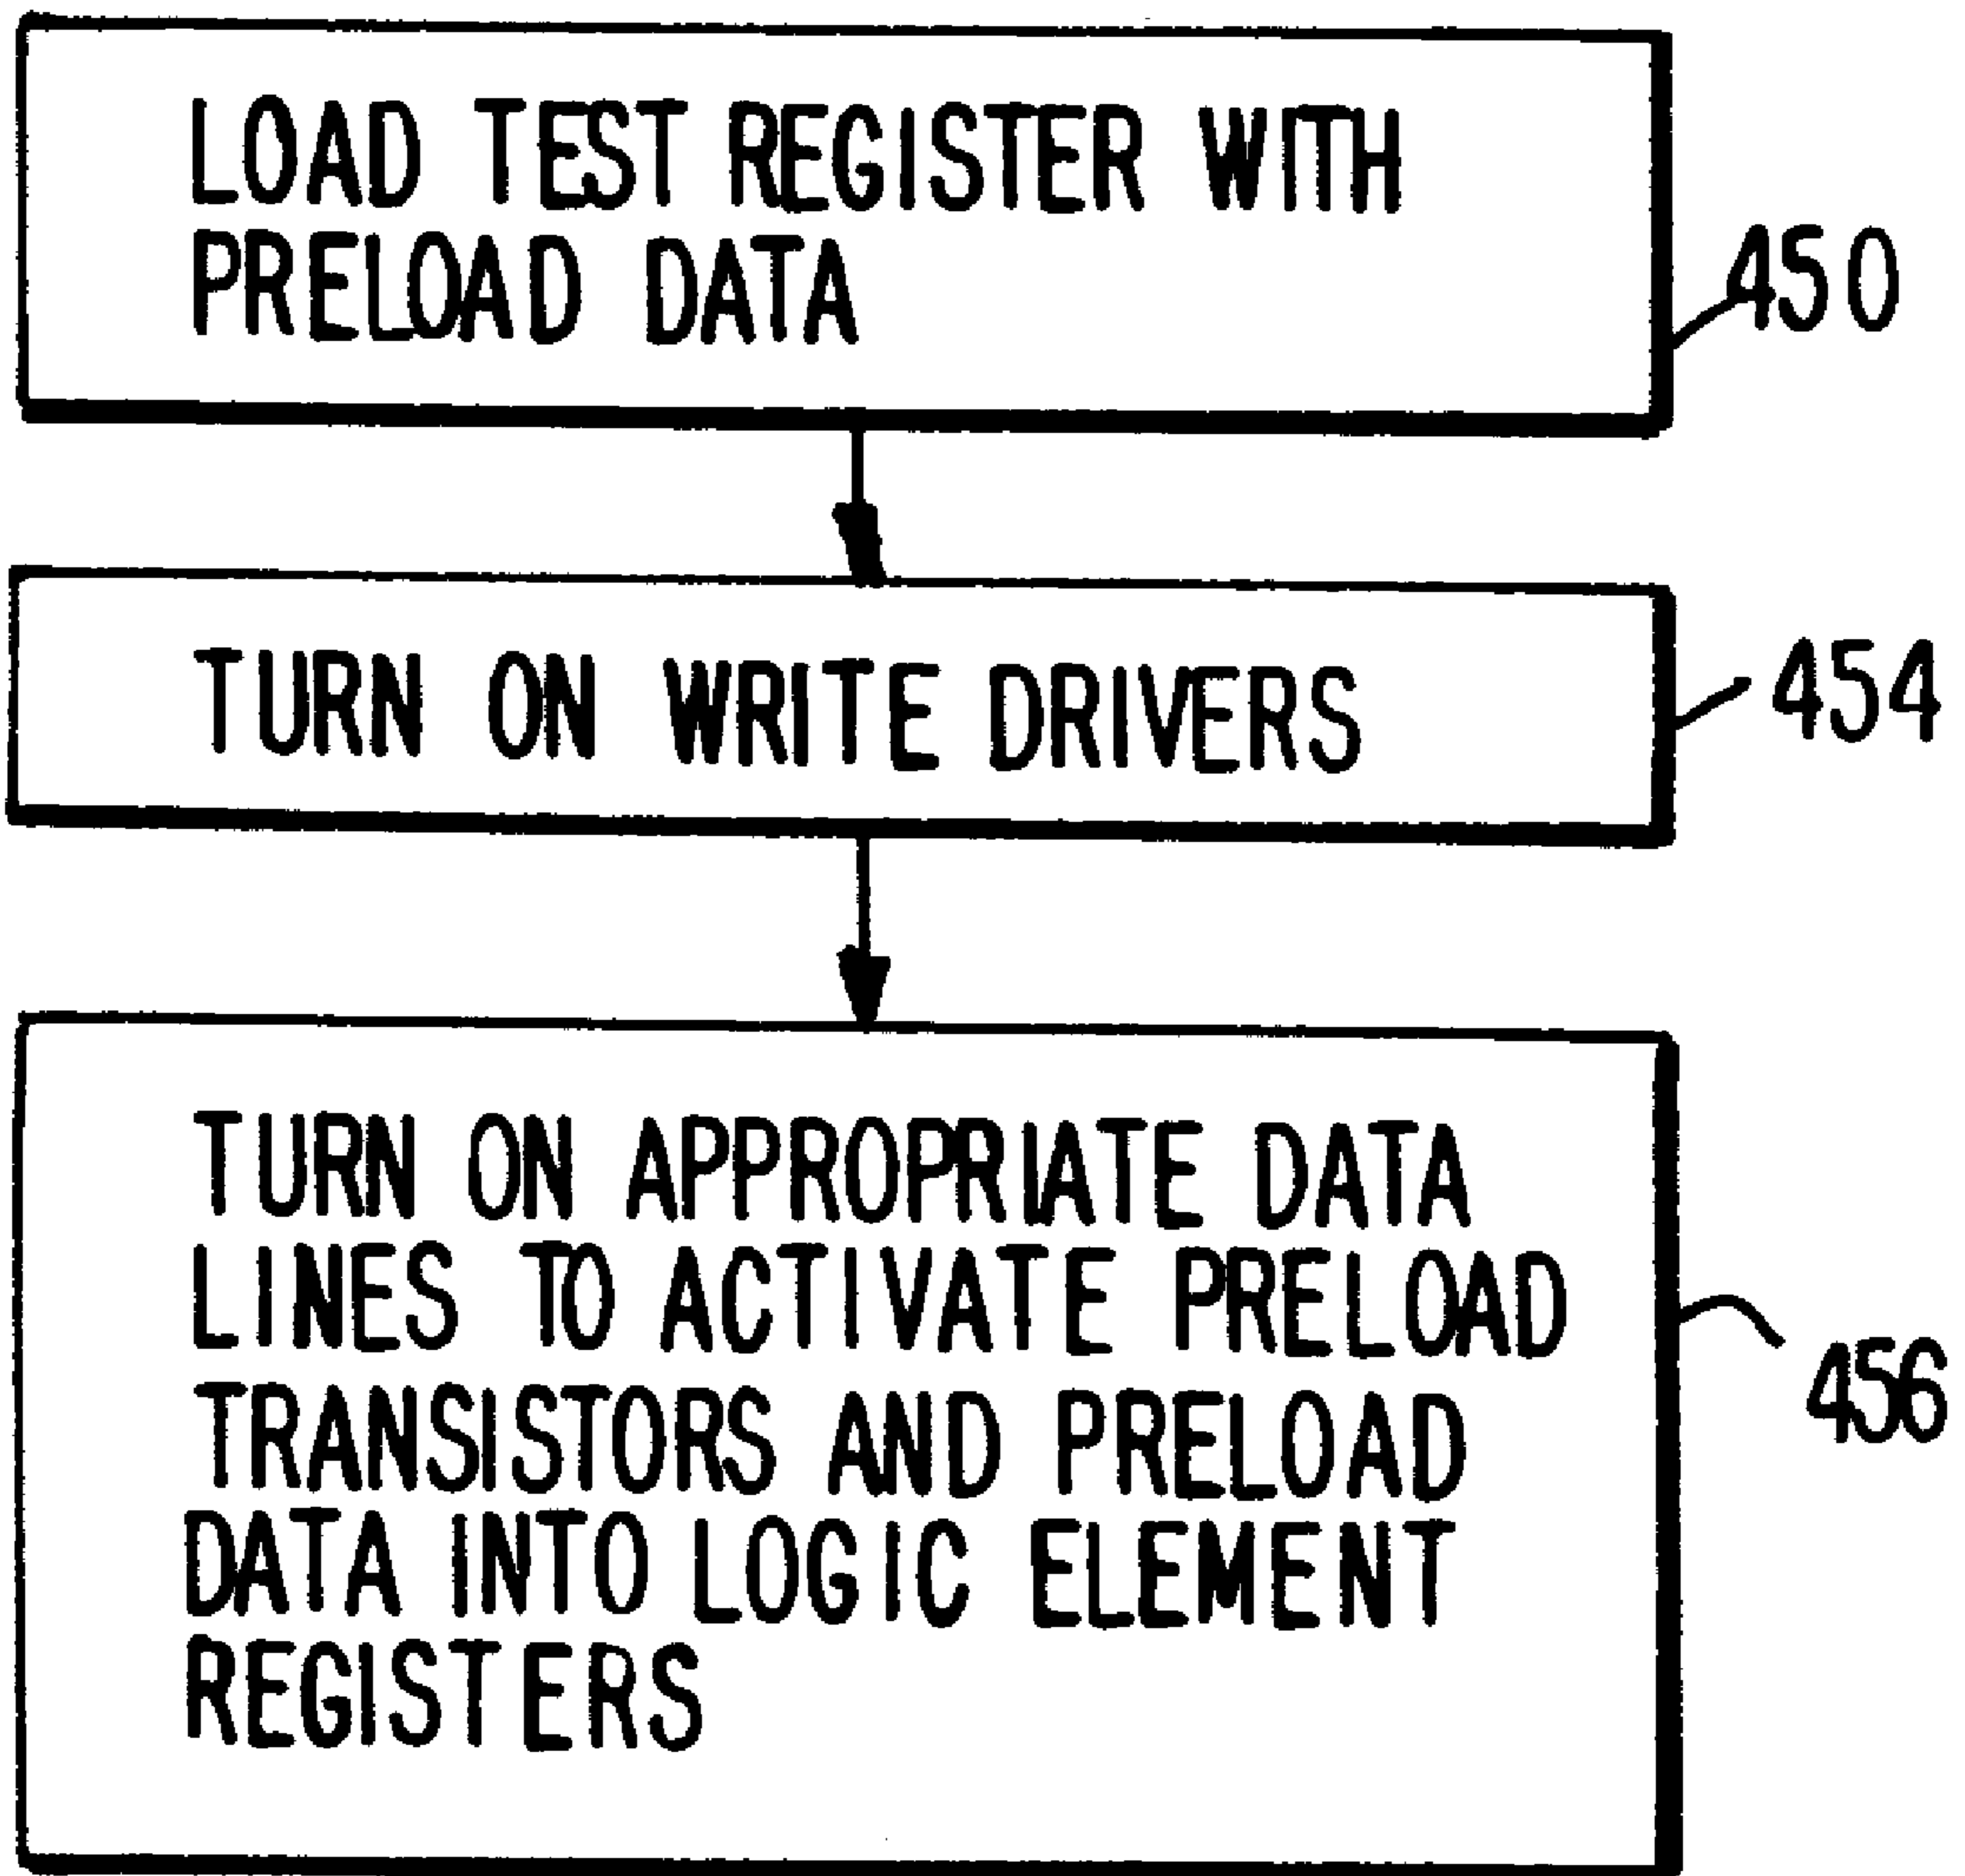 LOAD TEST REGISTER WITH
PRELOAD DATA
450
TURN ON WRITE DRIVERS
454
TURN ON APPROPRIATE DATA
LINES TO ACTIVATE PRELOAD
TRANSISTORS AND PRELOAD
DATA INTO LOGIC ELEMENT
REGISTERS
456